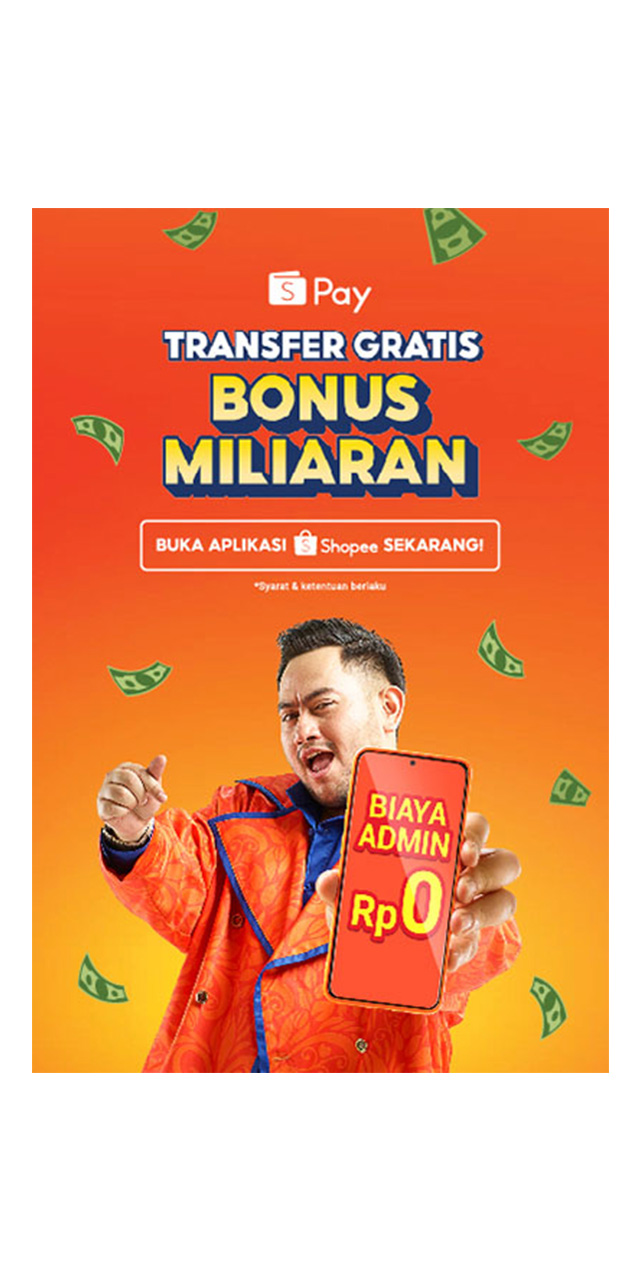 S Pay
TRANSFER GRATIS
BONUS
MILIARAN
BUKA APLIKASI S Shopee SEKARANG!
*Syarat & ketentuan berlaku
BIAYA
ADMIN
Rp0